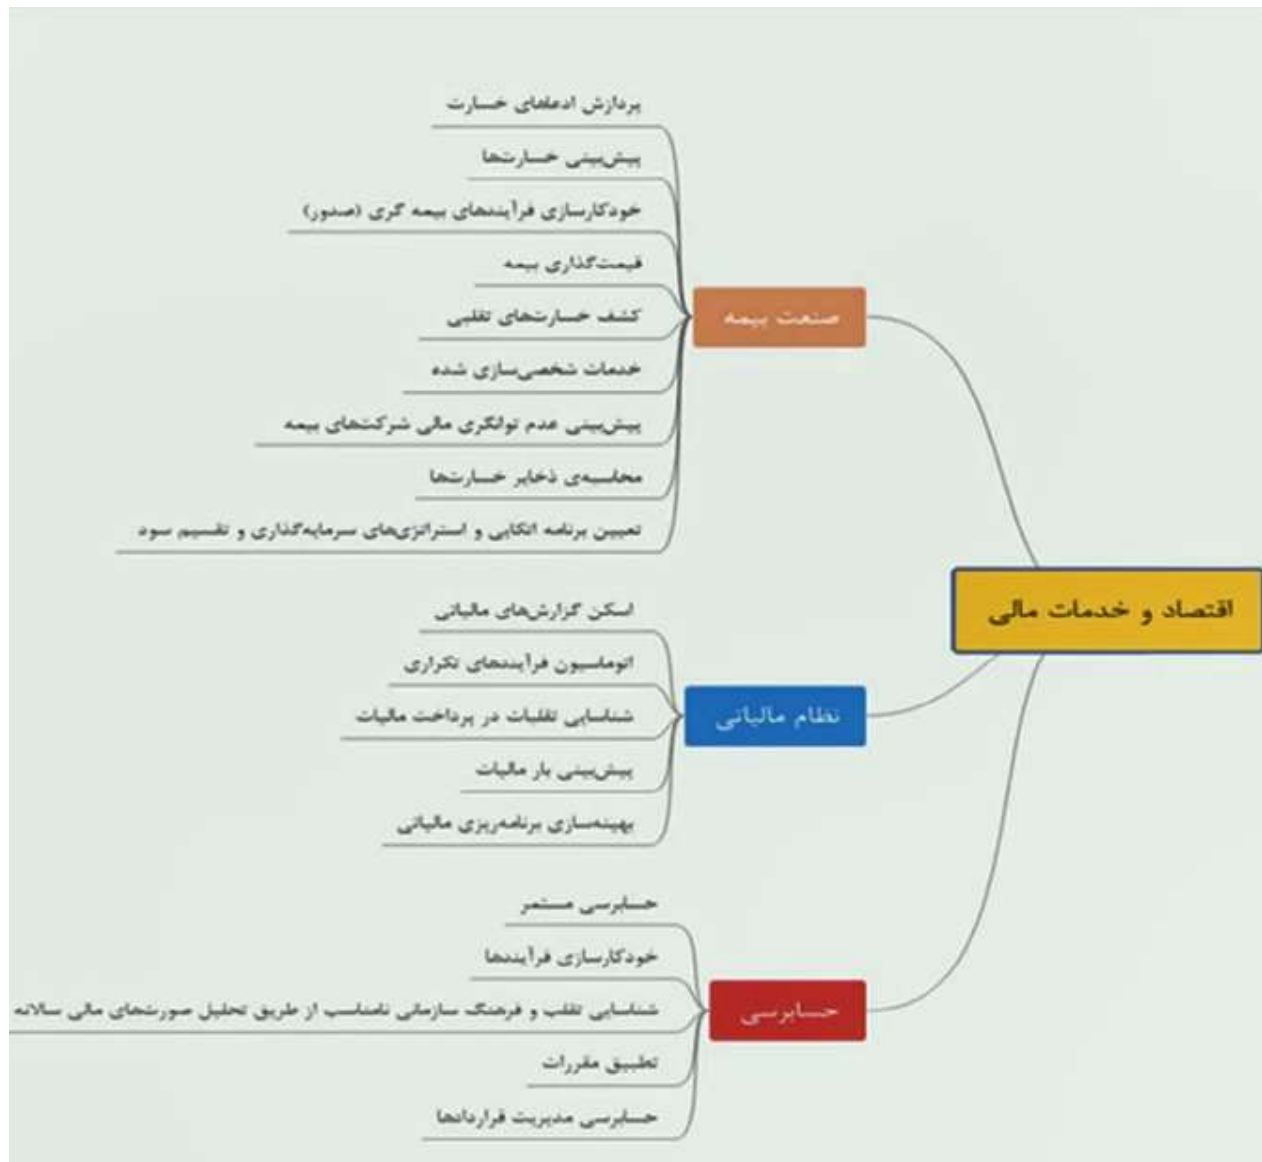 اقتصاد و خدمات مالی
صنعت بیمه
پردازش ادعاهای خسارت
پیش‌بینی خسارت‌ها
خودکارسازی فرآیندهای بیمه گری (صدور)
قیمت‌گذاری بیمه
کشف خسارت‌های تقلبی
خدمات شخصی‌سازی شده
پیش‌بینی عدم توانگری مالی شرکت‌های بیمه
محاسبه‌ی ذخایر خسارت‌ها
تعیین برنامه اتکایی و استراتژی‌های سرمایه‌گذاری و تقسیم سود
نظام مالیاتی
اسکن گزارش‌های مالیاتی
اتوماسیون فرآیندهای تکراری
شناسایی تقلبات در پرداخت مالیات
پیش‌بینی بار مالیات
بهینه‌سازی برنامه‌ریزی مالیاتی
حسابرسی
حسابرسی مستمر
خودکارسازی فرآیندها
شناسایی تقلب و فرهنگ سازمانی نامناسب از طریق تحلیل صورت‌های مالی سالانه
تطبیق مقررات
حسابرسی مدیریت قراردادها